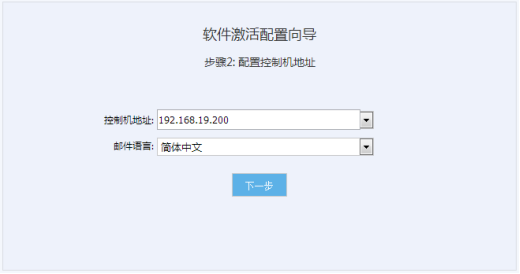 软件激活配置向导
步骤2: 配置控制机地址
控制机地址: 192.168.19.200
邮件语言: 简体中文
下一步